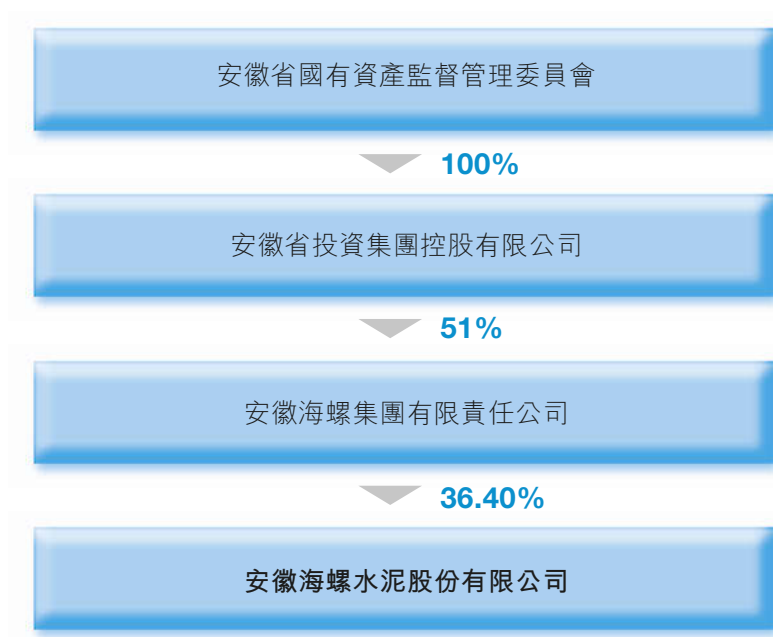 安徽省國有資產監督管理委員會
100%
安徽省投資集團控股有限公司
51%
安徽海螺集團有限責任公司
36.40%
安徽海螺水泥股份有限公司